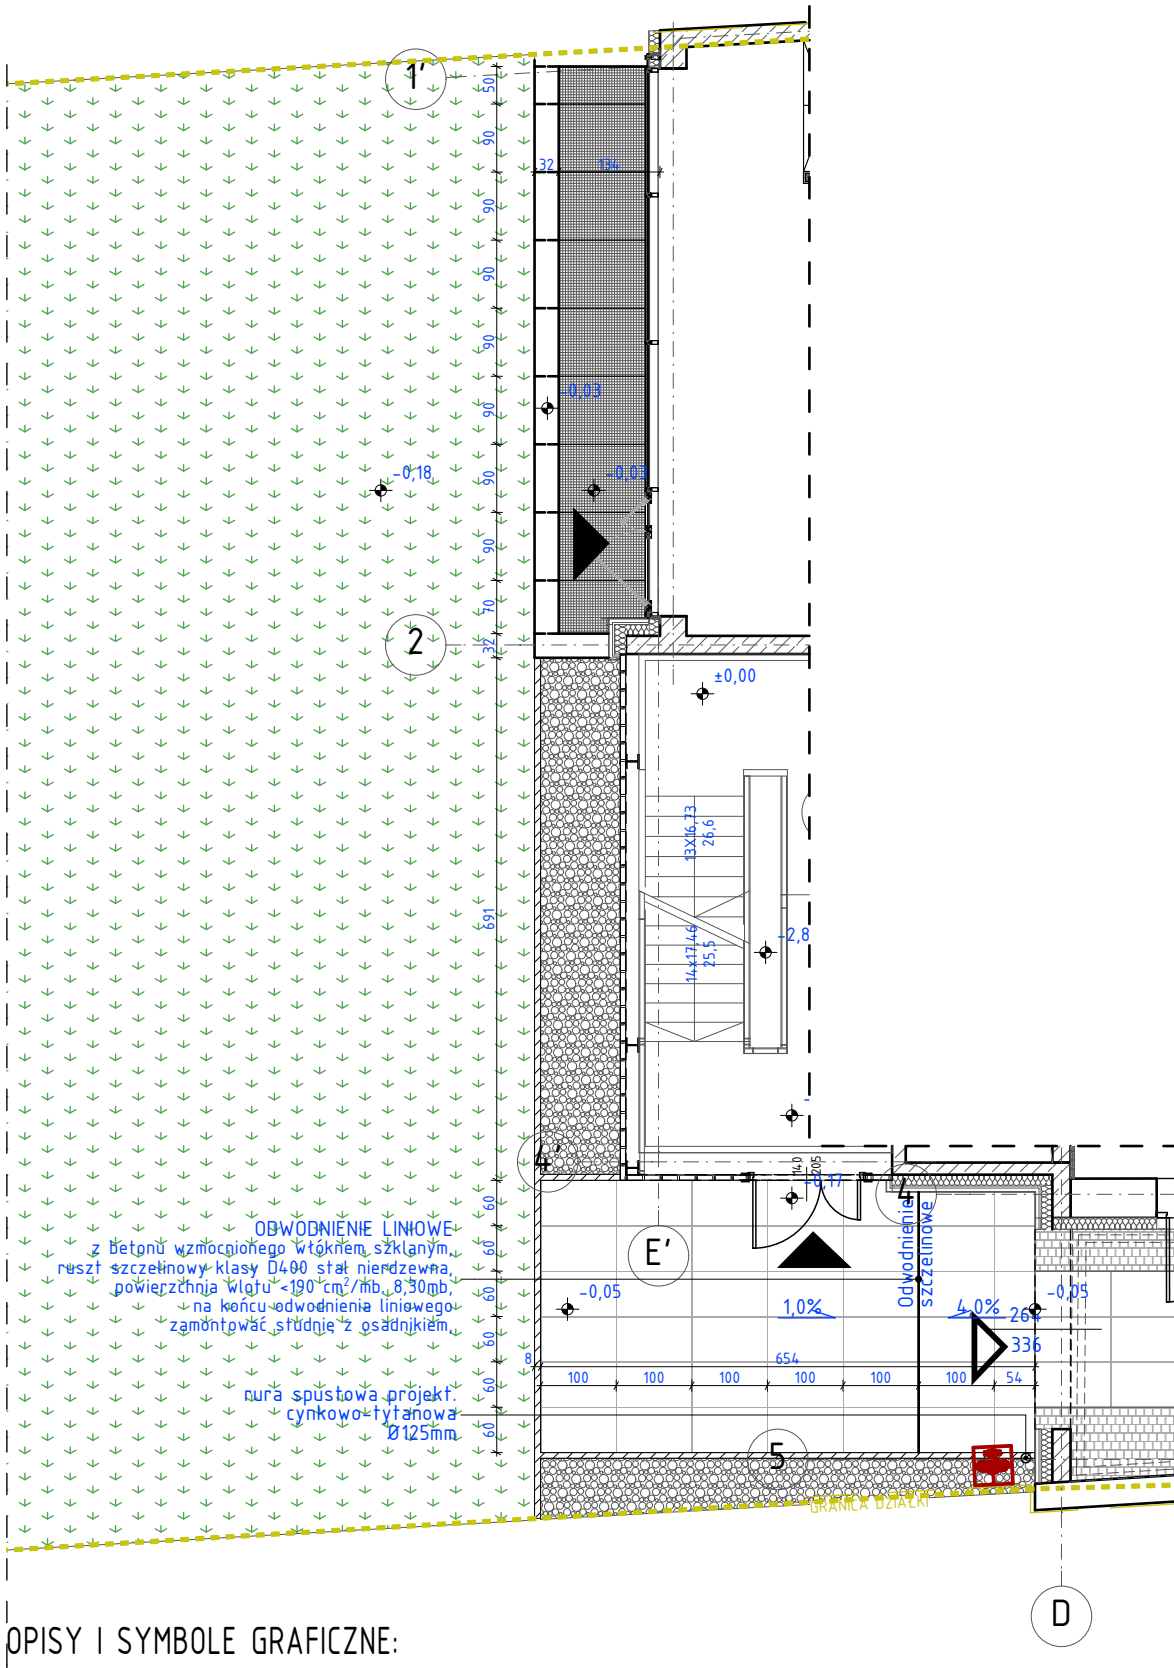 1'
50
90
32
134
90
90
90
-0,03
90
-0,18
-0,03
90
90
70
2
32
±0,00
13X16,73
26,6
691
14x17,46
25,5
-2,8
-
4'
140
205
-0,17
4
60
ODWODNIENIE LINIOWE
z betonu wzmocnionego włóknem szklanym,
ruszt szczelinowy klasy D400 stal nierdzewna,
powierzchnia wlotu <190 cm²/mb, 8,30mb,
na końcu odwodnienia liniowego
zamontować studnię z osadnikiem,
60
E'
Odwodnienie
szczelinowe
60
-0,05
1,0%
4,0%
-0,05
264
336
60
8
654
100
100
100
100
100
100
54
60
rura spustowa projekt.
cynkowo-tytanowa
Ø125mm
60
5
GRANICA DZIAŁKI
D
OPISY I SYMBOLE GRAFICZNE: